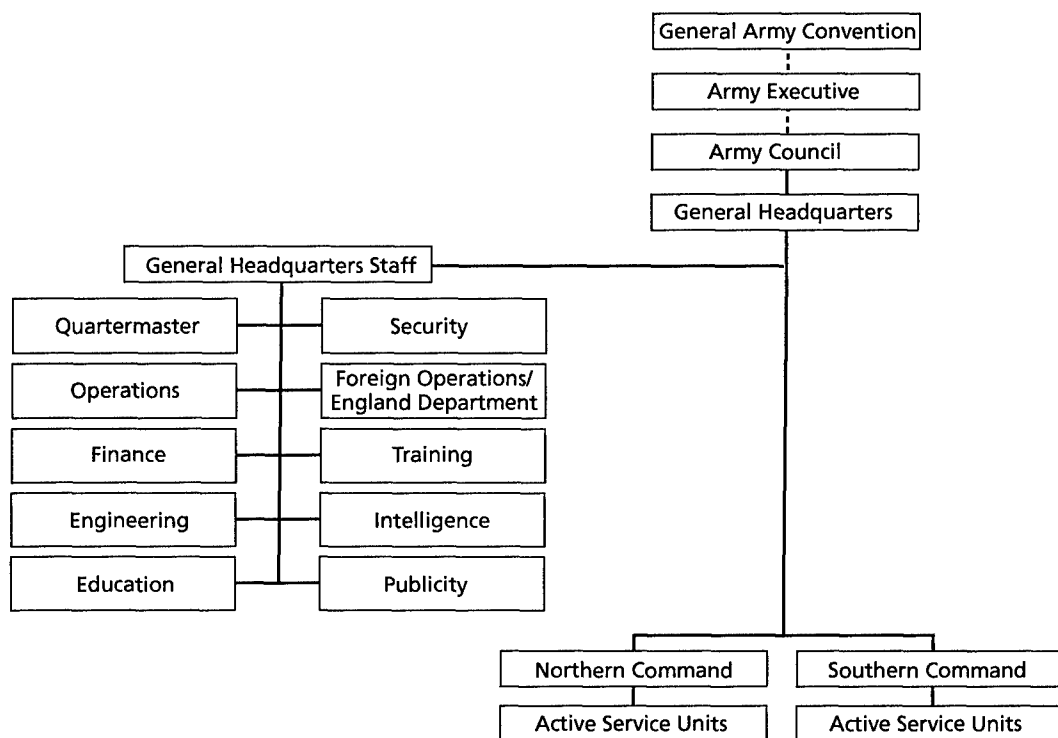 General Army Convention
Army Executive
Army Council
General Headquarters
General Headquarters Staff
Quartermaster
Security
Operations
Foreign Operations/
England Department
Finance
Training
Engineering
Intelligence
Education
Publicity
Northern Command
Southern Command
Active Service Units
Active Service Units